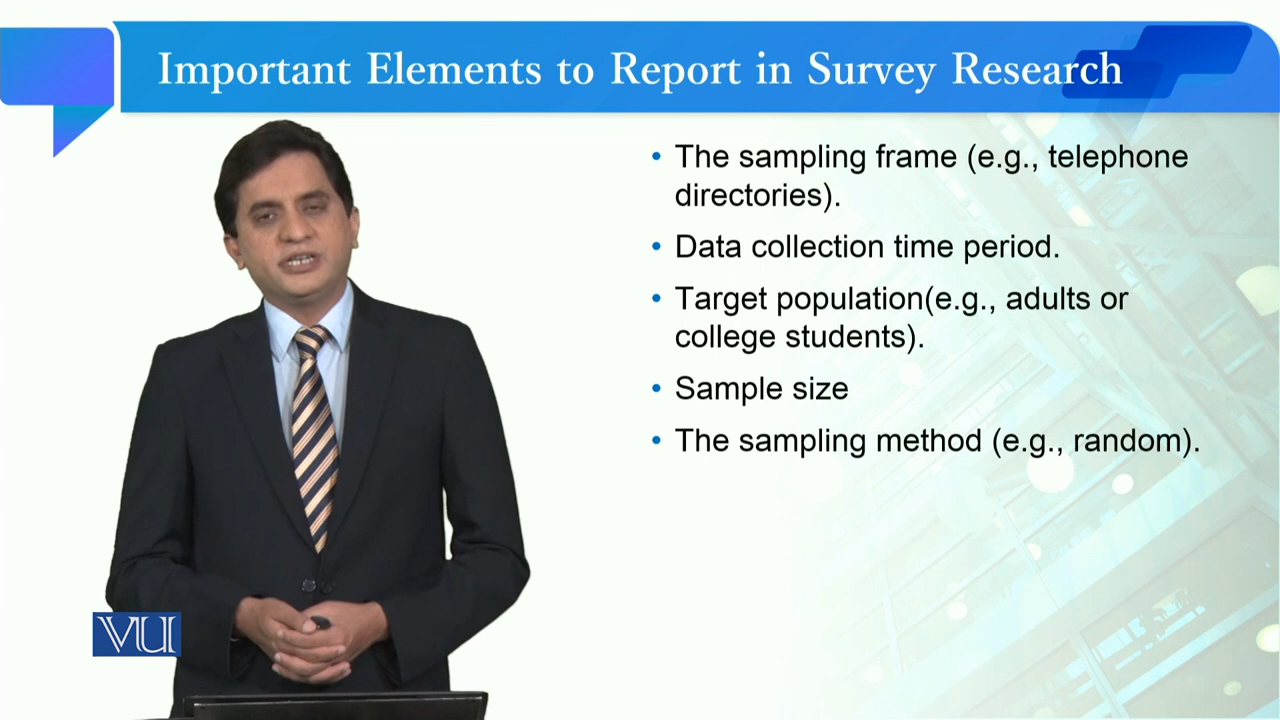 Important Elements to Report in Survey Research
• The sampling frame (e.g., telephone
directories).
• Data collection time period.
• Target population(e.g., adults or
college students).
• Sample size
• The sampling method (e.g., random).
VU